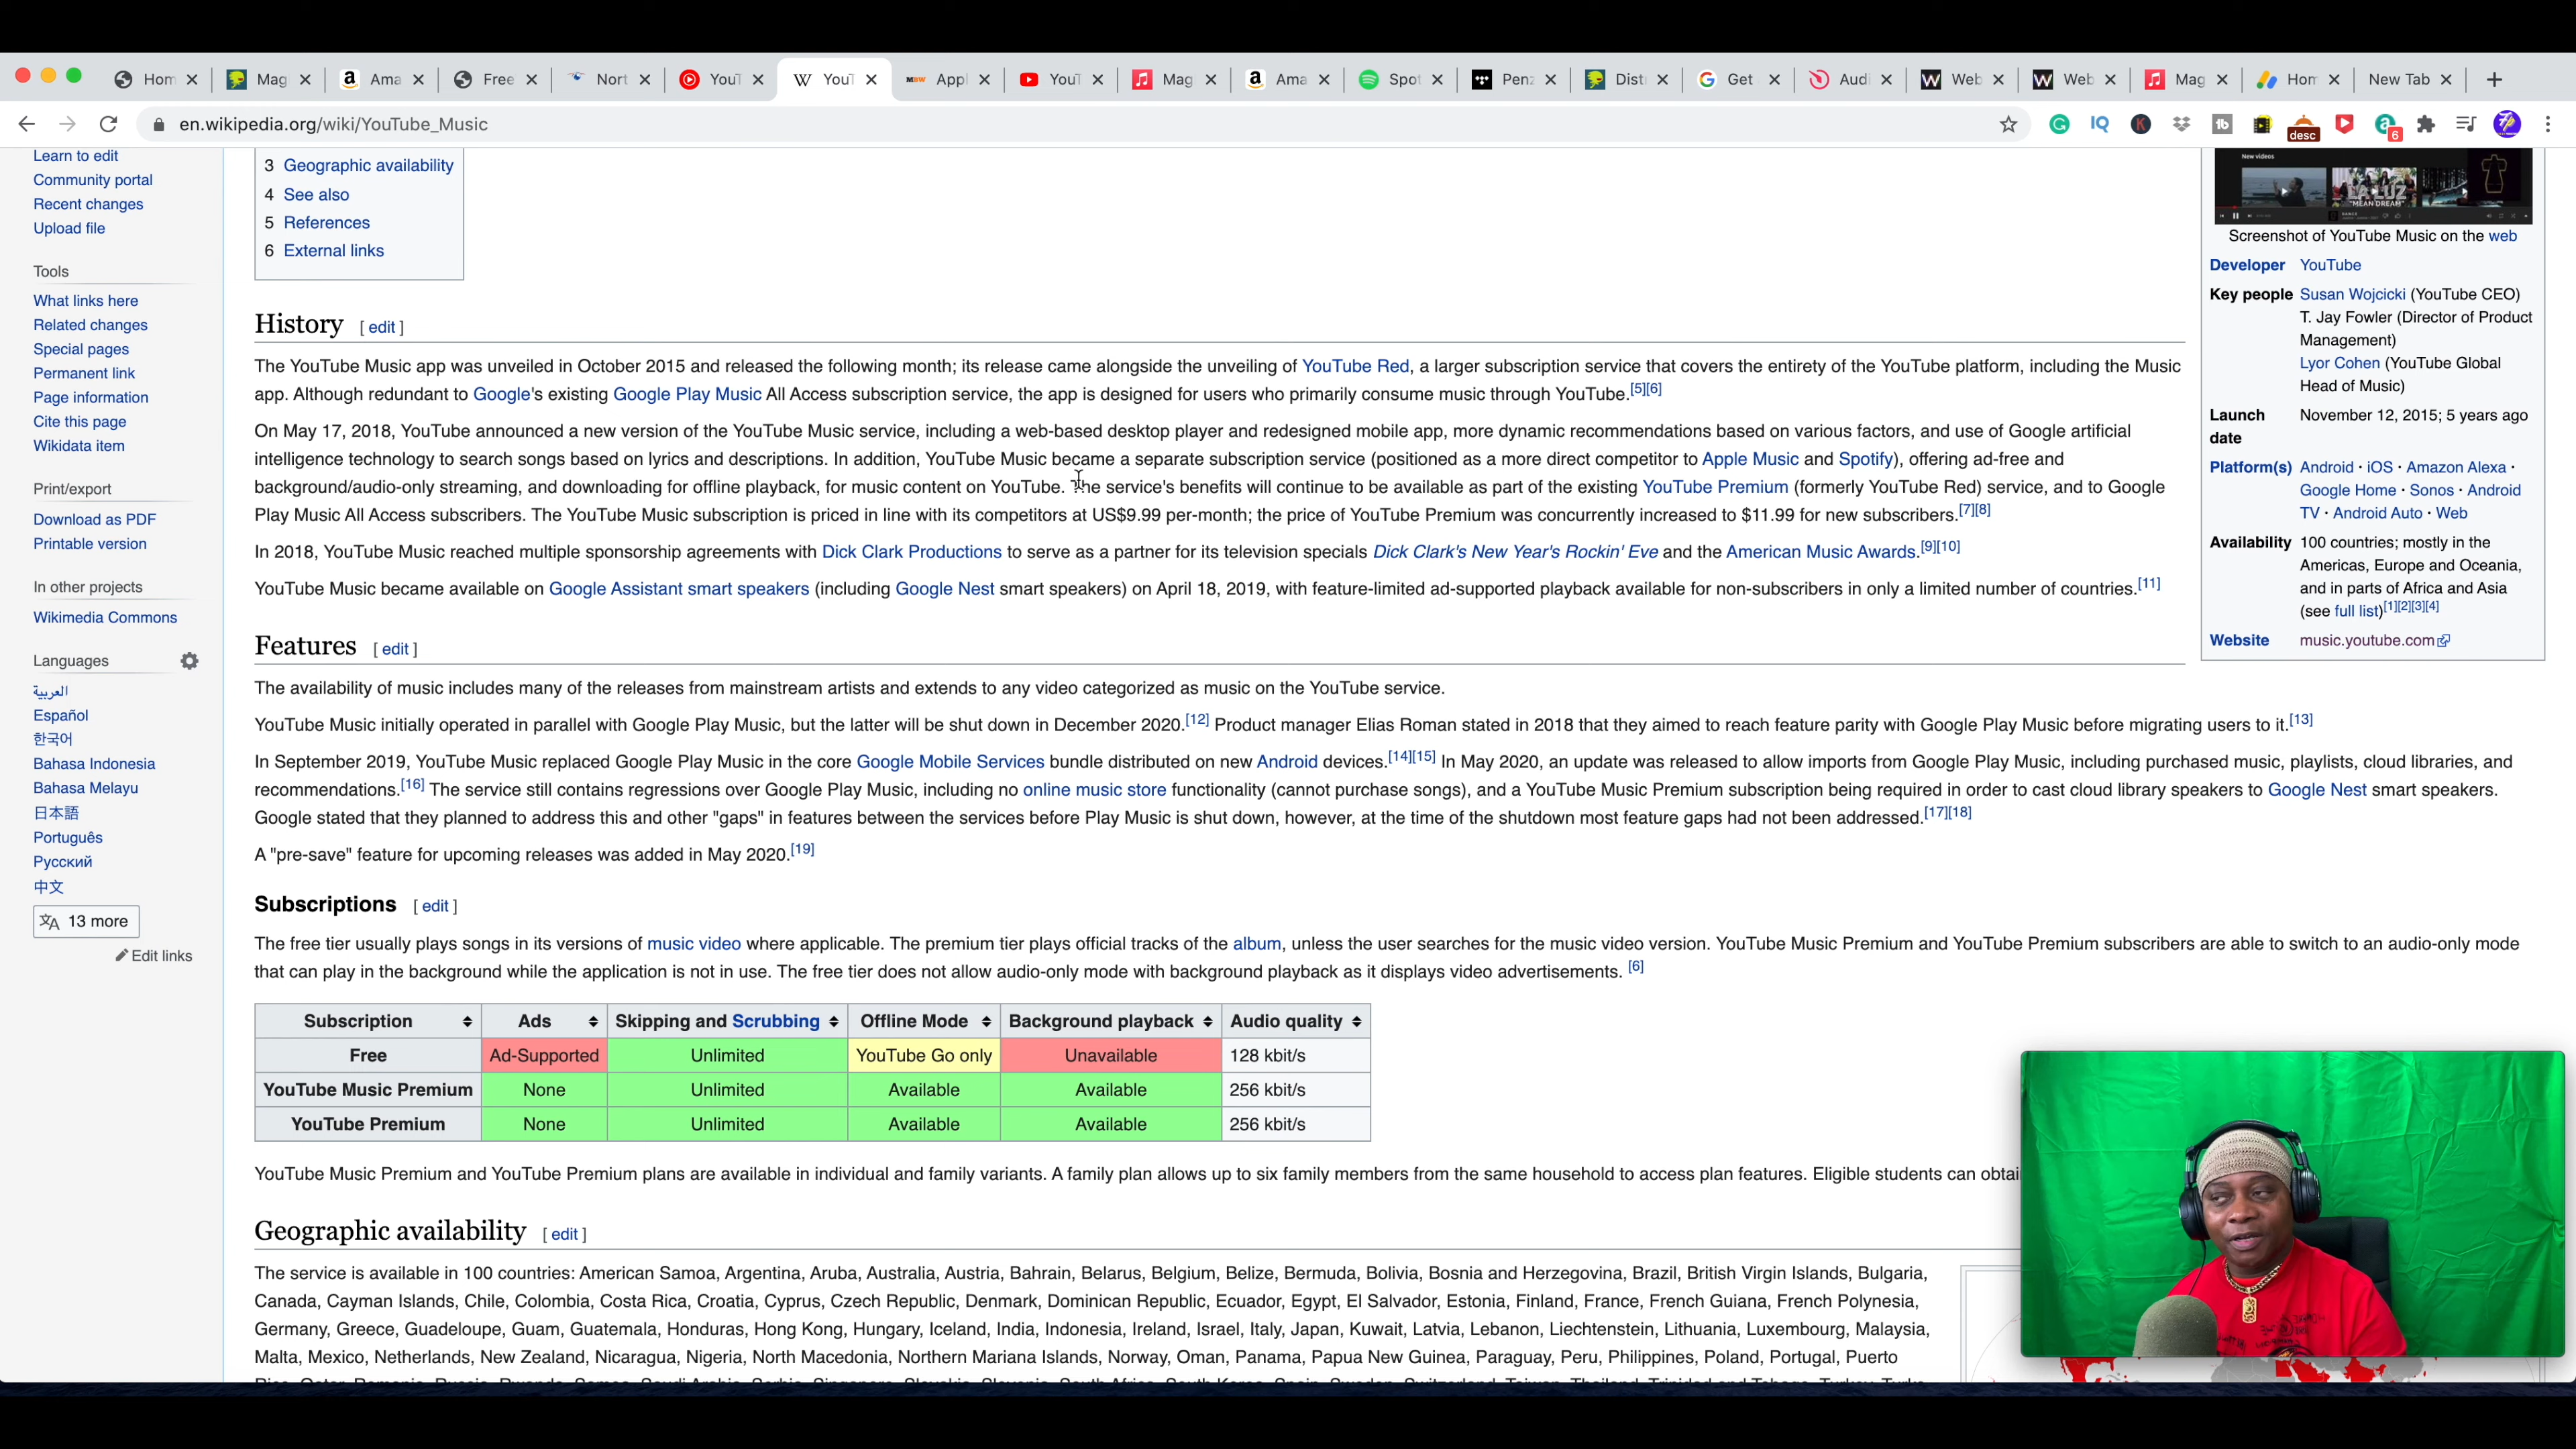 Hom
Mag
Ama
Free
Nort
YouT
YouT
Appl
YouT
Mag
Ama
Spot
Penz
Distr
Get
Audi
Web
Web
Mag
Hom
New Tab
en.wikipedia.org/wiki/YouTube_Music
desc
6
Learn to edit
Community portal
Recent changes
Upload file
Tools
What links here
Related changes
Special pages
Permanent link
Page information
Cite this page
Wikidata item
Print/export
Download as PDF
Printable version
In other projects
Wikimedia Commons
Languages
العربية
Español
한국어
Bahasa Indonesia
Bahasa Melayu
日本語
Português
Русский
中文
13 more
Edit links
3 Geographic availability
4 See also
5 References
6 External links
History [ edit ]
The YouTube Music app was unveiled in October 2015 and released the following month; its release came alongside the unveiling of YouTube Red, a larger subscription service that covers the entirety of the YouTube platform, including the Music
app. Although redundant to Google's existing Google Play Music All Access subscription service, the app is designed for users who primarily consume music through YouTube.[5][6]
On May 17, 2018, YouTube announced a new version of the YouTube Music service, including a web-based desktop player and redesigned mobile app, more dynamic recommendations based on various factors, and use of Google artificial
intelligence technology to search songs based on lyrics and descriptions. In addition, YouTube Music became a separate subscription service (positioned as a more direct competitor to Apple Music and Spotify), offering ad-free and
background/audio-only streaming, and downloading for offline playback, for music content on YouTube. The service's benefits will continue to be available as part of the existing YouTube Premium (formerly YouTube Red) service, and to Google
Play Music All Access subscribers. The YouTube Music subscription is priced in line with its competitors at US$9.99 per-month; the price of YouTube Premium was concurrently increased to $11.99 for new subscribers.[7][8]
In 2018, YouTube Music reached multiple sponsorship agreements with Dick Clark Productions to serve as a partner for its television specials Dick Clark's New Year's Rockin' Eve and the American Music Awards.[9][10]
YouTube Music became available on Google Assistant smart speakers (including Google Nest smart speakers) on April 18, 2019, with feature-limited ad-supported playback available for non-subscribers in only a limited number of countries.[11]
Features [ edit ]
The availability of music includes many of the releases from mainstream artists and extends to any video categorized as music on the YouTube service.
YouTube Music initially operated in parallel with Google Play Music, but the latter will be shut down in December 2020.[12] Product manager Elias Roman stated in 2018 that they aimed to reach feature parity with Google Play Music before migrating users to it.[13]
In September 2019, YouTube Music replaced Google Play Music in the core Google Mobile Services bundle distributed on new Android devices.[14][15] In May 2020, an update was released to allow imports from Google Play Music, including purchased music, playlists, cloud libraries, and
recommendations.[16] The service still contains regressions over Google Play Music, including no online music store functionality (cannot purchase songs), and a YouTube Music Premium subscription being required in order to cast cloud library speakers to Google Nest smart speakers.
Google stated that they planned to address this and other "gaps" in features between the services before Play Music is shut down, however, at the time of the shutdown most feature gaps had not been addressed.[17][18]
A "pre-save" feature for upcoming releases was added in May 2020.[19]
Subscriptions [ edit ]
The free tier usually plays songs in its versions of music video where applicable. The premium tier plays official tracks of the album, unless the user searches for the music video version. YouTube Music Premium and YouTube Premium subscribers are able to switch to an audio-only mode
that can play in the background while the application is not in use. The free tier does not allow audio-only mode with background playback as it displays video advertisements. [6]
Subscription Ads Skipping and Scrubbing Offline Mode Background playback Audio quality
Free Ad-Supported Unlimited YouTube Go only Unavailable 128 kbit/s
YouTube Music Premium None Unlimited Available Available 256 kbit/s
YouTube Premium None Unlimited Available Available 256 kbit/s
YouTube Music Premium and YouTube Premium plans are available in individual and family variants. A family plan allows up to six family members from the same household to access plan features. Eligible students can obtai
Geographic availability [ edit ]
The service is available in 100 countries: American Samoa, Argentina, Aruba, Australia, Austria, Bahrain, Belarus, Belgium, Belize, Bermuda, Bolivia, Bosnia and Herzegovina, Brazil, British Virgin Islands, Bulgaria,
Canada, Cayman Islands, Chile, Colombia, Costa Rica, Croatia, Cyprus, Czech Republic, Denmark, Dominican Republic, Ecuador, Egypt, El Salvador, Estonia, Finland, France, French Guiana, French Polynesia,
Germany, Greece, Guadeloupe, Guam, Guatemala, Honduras, Hong Kong, Hungary, Iceland, India, Indonesia, Ireland, Israel, Italy, Japan, Kuwait, Latvia, Lebanon, Liechtenstein, Lithuania, Luxembourg, Malaysia,
Malta, Mexico, Netherlands, New Zealand, Nicaragua, Nigeria, North Macedonia, Northern Mariana Islands, Norway, Oman, Panama, Papua New Guinea, Paraguay, Peru, Philippines, Poland, Portugal, Puerto
New videos
LA LUZ
"MEAN DREAM"
Screenshot of YouTube Music on the web
Developer YouTube
Key people Susan Wojcicki (YouTube CEO)
T. Jay Fowler (Director of Product
Management)
Lyor Cohen (YouTube Global
Head of Music)
Launch date November 12, 2015; 5 years ago
Platform(s) Android · iOS · Amazon Alexa ·
Google Home · Sonos · Android
TV · Android Auto · Web
Availability 100 countries; mostly in the
Americas, Europe and Oceania,
and in parts of Africa and Asia
(see full list)[1][2][3][4]
Website music.youtube.com